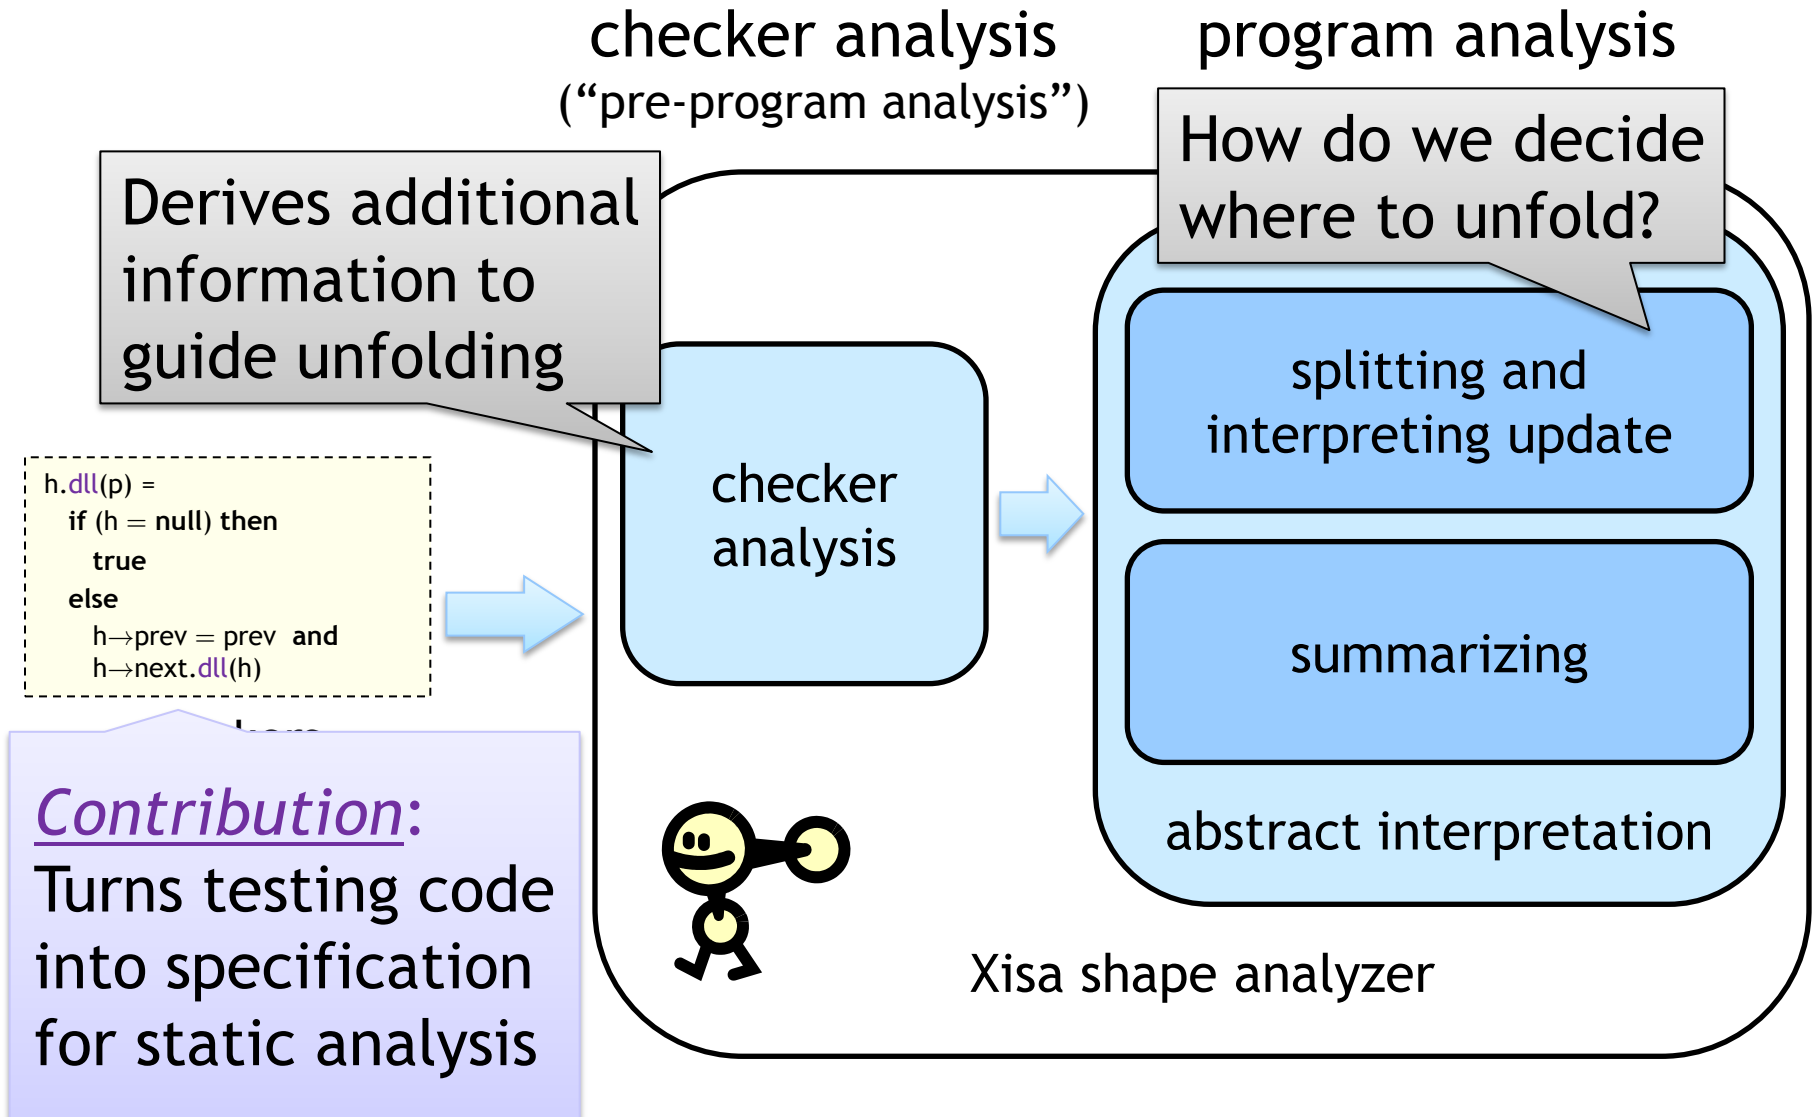 checker analysis
(“pre-program analysis”)
program analysis
Derives additional
information to
guide unfolding
How do we decide
where to unfold?
splitting and
interpreting update
checker
analysis
summarizing
abstract interpretation
h.dll(p) =
if (h = null) then
true
else
h→prev = prev and
h→next.dll(h)
Contribution:
Turns testing code
into specification
for static analysis
Xisa shape analyzer